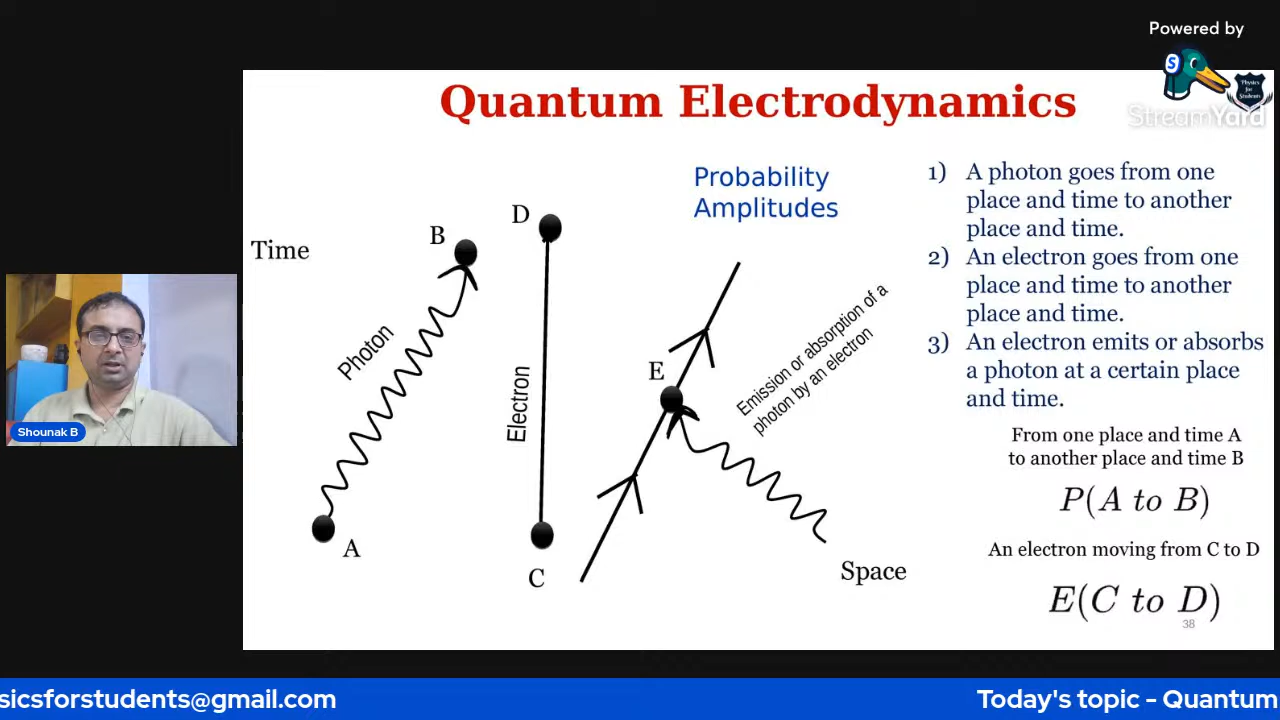 Powered by
S
StreamYard
Physics
for
Students
Quantum Electrodynamics
Probability
Amplitudes
Time
B
D
Photon
Electron
A
C
E
Emission or absorption of a
photon by an electron
Space
1) A photon goes from one
place and time to another
place and time.
2) An electron goes from one
place and time to another
place and time.
3) An electron emits or absorbs
a photon at a certain place
and time.
From one place and time A
to another place and time B
P(A to B)
An electron moving from C to D
E(C to D)
38
Shounak B
sicsforstudents@gmail.com
Today's topic - Quantum